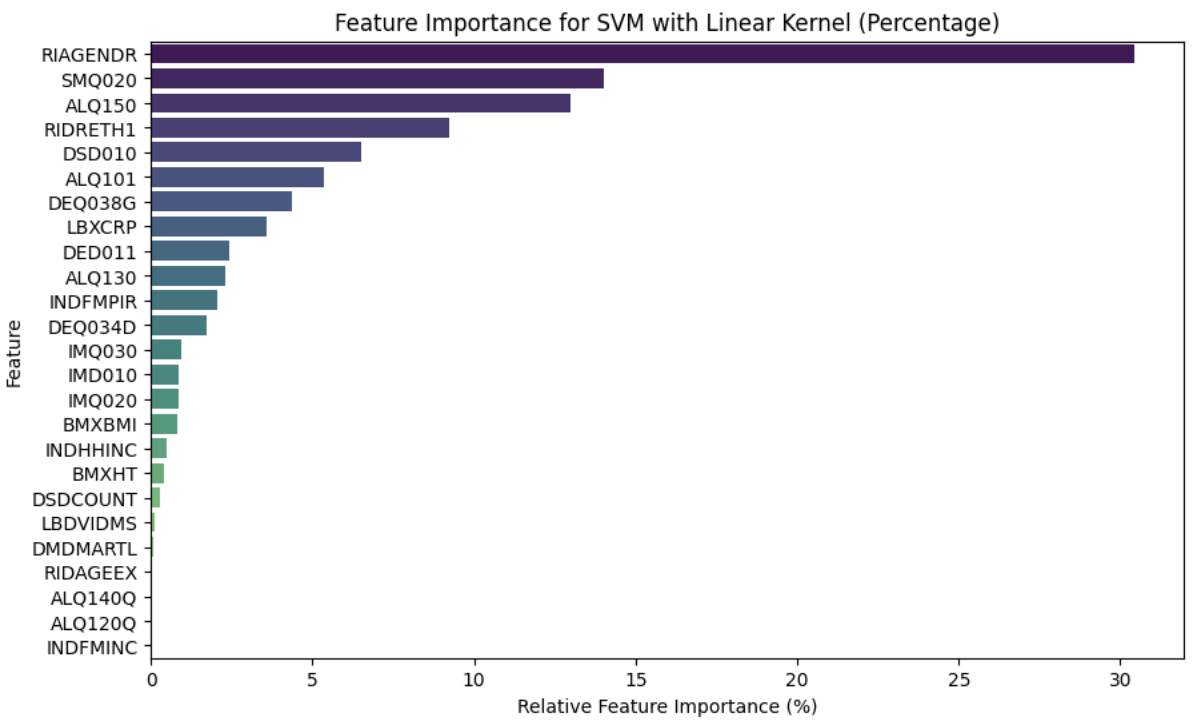 Feature Importance for SVM with Linear Kernel (Percentage)
RIAGENDR
SMQ020
ALQ150
RIDRETH1
DSD010
ALQ101
DEQ038G
LBXCRP
DED011
ALQ130
INDFMPIR
DEQ034D
IMQ030
IMD010
IMQ020
BMXBMI
INDHHINC
BMXHT
DSDCOUNT
LBDVIDMS
DMDMARTL
RIDAGEEX
ALQ140Q
ALQ120Q
INDFMINC
Feature
0 5 10 15 20 25 30
Relative Feature Importance (%)